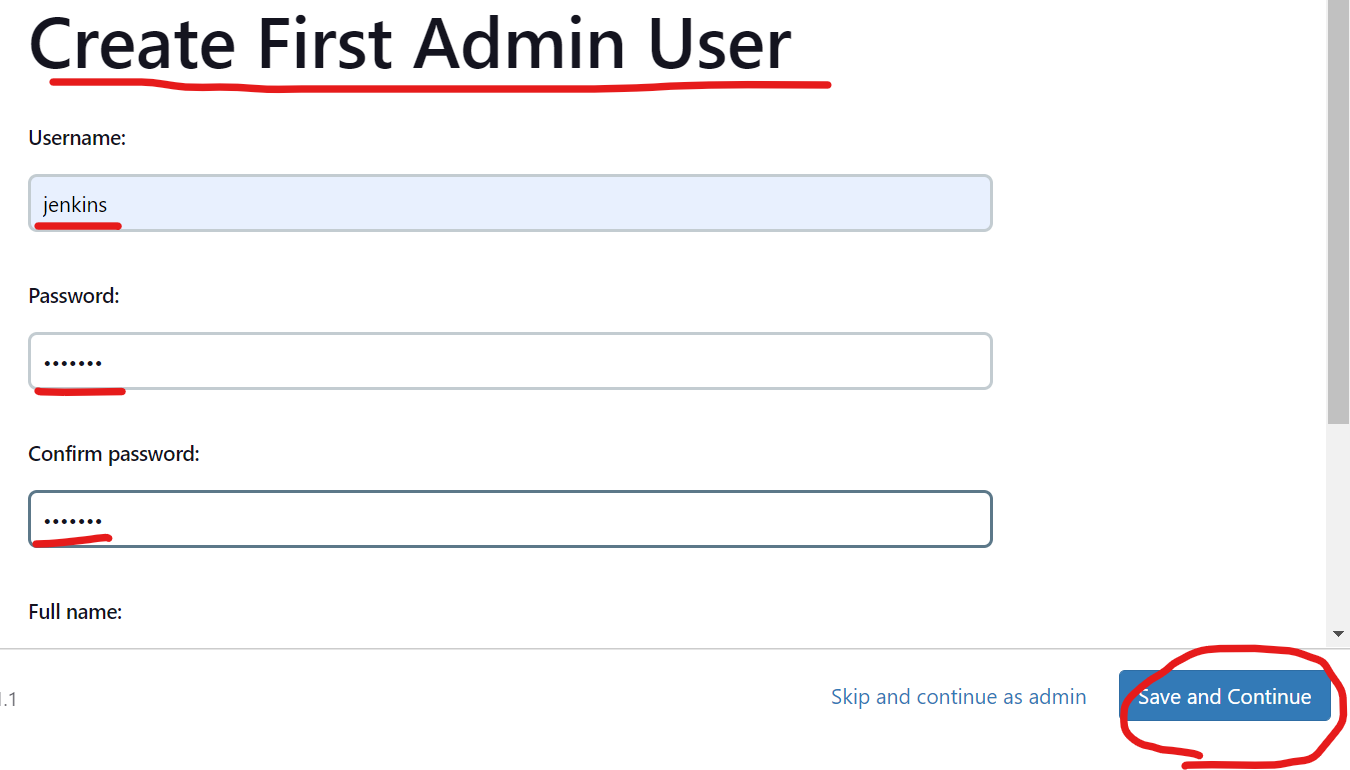 Create First Admin User
Username:
jenkins
Password:
•••••••
Confirm password:
•••••••
Full name:
.1
Skip and continue as admin
Save and Continue